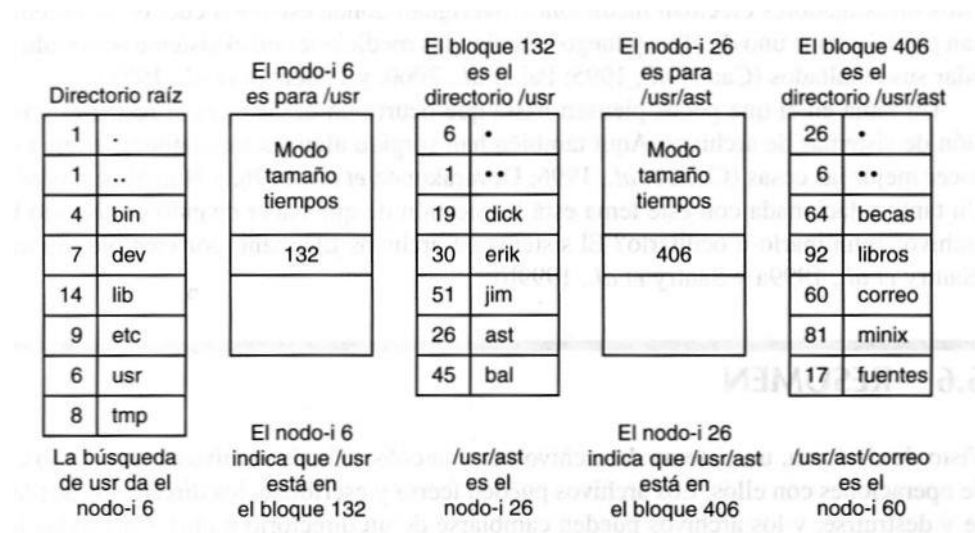 Directorio raíz
1 .
1 ..
4 bin
7 dev
14 lib
9 etc
6 usr
8 tmp
La búsqueda
de usr da el
nodo-i 6
El nodo-i 6
es para /usr
Modo
tamaño
tiempos
132
El nodo-i 6
indica que /usr
está en
el bloque 132
El bloque 132
es el
directorio /usr
6 •
1 ••
19 dick
30 erik
51 jim
26 ast
45 bal
/usr/ast
es el
nodo-i 26
El nodo-i 26
es para
/usr/ast
Modo
tamaño
tiempos
406
El nodo-i 26
indica que /usr/ast
está en
el bloque 406
El bloque 406
es el
directorio /usr/ast
26 •
6 ••
64 becas
92 libros
60 correo
81 minix
17 fuentes
/usr/ast/correo
es el
nodo-i 60